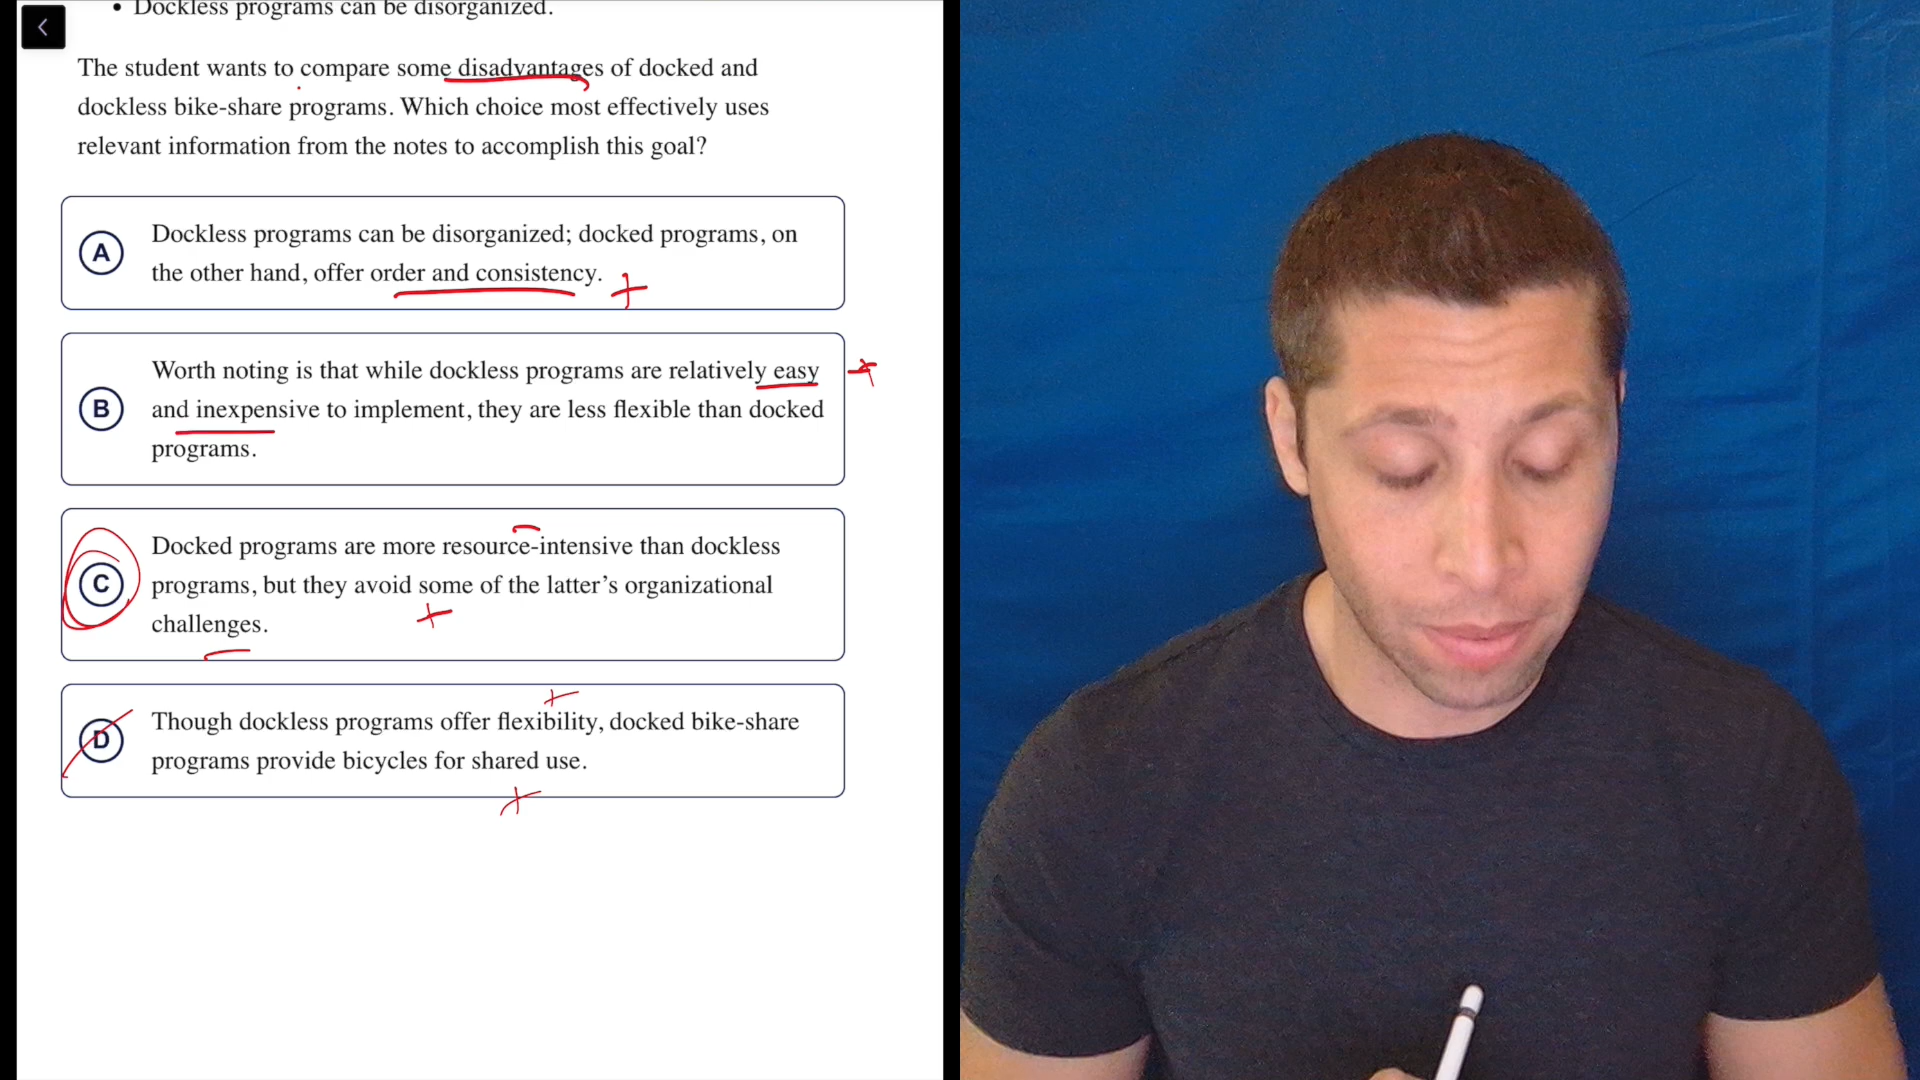 • Dockless programs can be disorganized.
The student wants to compare some disadvantages of docked and
dockless bike-share programs. Which choice most effectively uses
relevant information from the notes to accomplish this goal?
A
Dockless programs can be disorganized; docked programs, on
the other hand, offer order and consistency.
B
Worth noting is that while dockless programs are relatively easy
and inexpensive to implement, they are less flexible than docked
programs.
C
Docked programs are more resource-intensive than dockless
programs, but they avoid some of the latter’s organizational
challenges.
D
Though dockless programs offer flexibility, docked bike-share
programs provide bicycles for shared use.